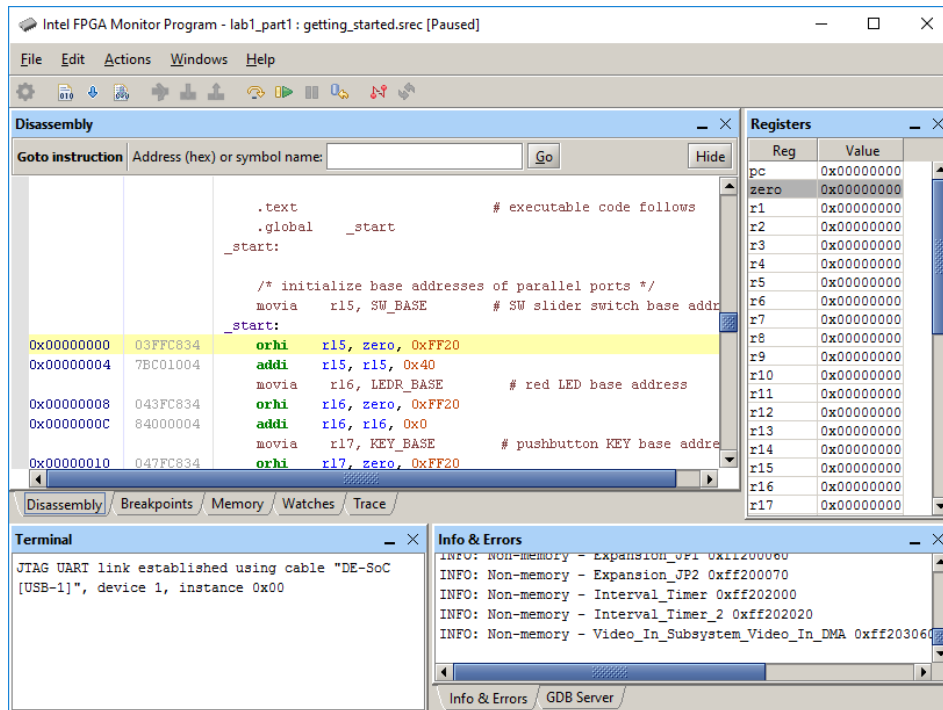 Intel FPGA Monitor Program - lab1_part1 : getting_started.srec [Paused]
File Edit Actions Windows Help
Disassembly
Goto instruction Address (hex) or symbol name: Go Hide
.text # executable code follows
.global _start
_start:
/* initialize base addresses of parallel ports */
movia r15, SW_BASE # SW slider switch base addr
_start:
0x00000000 03FFC834 orhi r15, zero, 0xFF20
0x00000004 7BC01004 addi r15, r15, 0x40
movia r16, LEDR_BASE # red LED base address
0x00000008 043FC834 orhi r16, zero, 0xFF20
0x0000000C 84000004 addi r16, r16, 0x0
movia r17, KEY_BASE # pushbutton KEY base addre
0x00000010 047FC834 orhi r17, zero, 0xFF20
Disassembly Breakpoints Memory Watches Trace
Registers
Reg Value
pc 0x00000000
zero 0x00000000
r1 0x00000000
r2 0x00000000
r3 0x00000000
r4 0x00000000
r5 0x00000000
r6 0x00000000
r7 0x00000000
r8 0x00000000
r9 0x00000000
r10 0x00000000
r11 0x00000000
r12 0x00000000
r13 0x00000000
r14 0x00000000
r15 0x00000000
r16 0x00000000
r17 0x00000000
Terminal
JTAG UART link established using cable "DE-SoC
[USB-1]", device 1, instance 0x00
Info & Errors
INFO: Non-memory - Expansion_JP1 0xff200060
INFO: Non-memory - Expansion_JP2 0xff200070
INFO: Non-memory - Interval_Timer 0xff202000
INFO: Non-memory - Interval_Timer_2 0xff202020
INFO: Non-memory - Video_In_Subsystem_Video_In_DMA 0xff203060
Info & Errors GDB Server